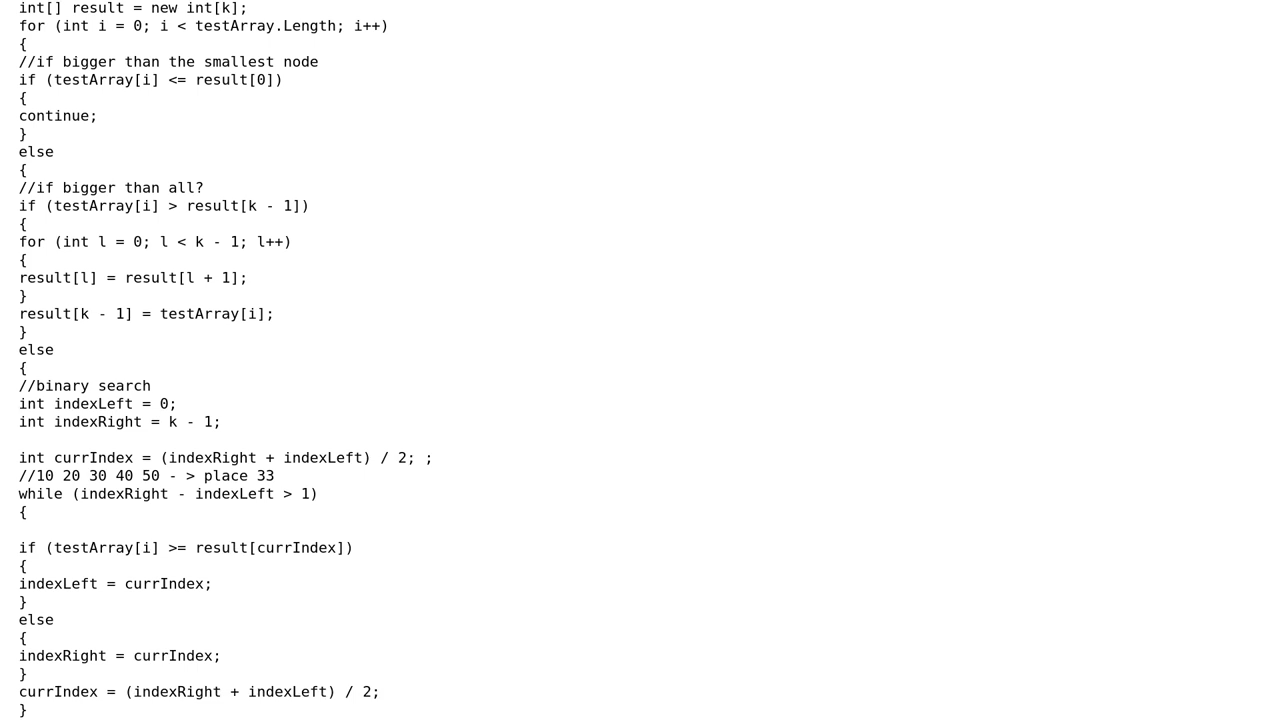 int[] result = new int[k];
for (int i = 0; i < testArray.Length; i++)
{
//if bigger than the smallest node
if (testArray[i] <= result[0])
{
continue;
}
else
{
//if bigger than all?
if (testArray[i] > result[k - 1])
{
for (int l = 0; l < k - 1; l++)
{
result[l] = result[l + 1];
}
result[k - 1] = testArray[i];
}
else
{
//binary search
int indexLeft = 0;
int indexRight = k - 1;

int currIndex = (indexRight + indexLeft) / 2; ;
//10 20 30 40 50 - > place 33
while (indexRight - indexLeft > 1)
{

if (testArray[i] >= result[currIndex])
{
indexLeft = currIndex;
}
else
{
indexRight = currIndex;
}
currIndex = (indexRight + indexLeft) / 2;
}